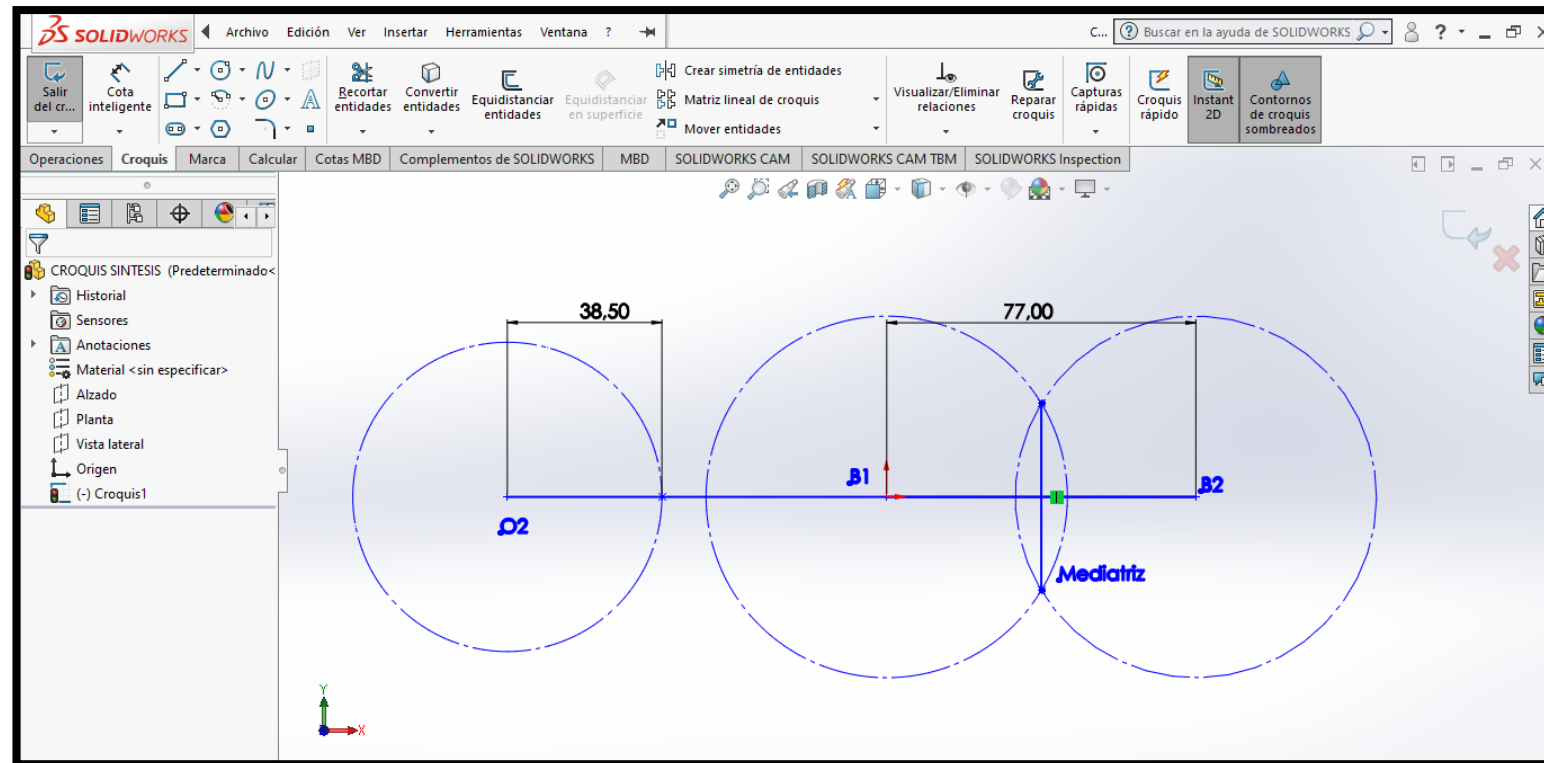 SOLIDWORKS Archivo Edición Ver Insertar Herramientas Ventana ? C... Buscar en la ayuda de SOLIDWORKS ?
Salir del cr...
Cota inteligente
Recortar entidades
Convertir entidades
Equidistanciar entidades
Equidistanciar en superficie
Crear simetría de entidades
Matriz lineal de croquis
Mover entidades
Visualizar/Eliminar relaciones
Reparar croquis
Capturas rápidas
Croquis rápido
Instant 2D
Contornos de croquis sombreados
Operaciones Croquis Marca Calcular Cotas MBD Complementos de SOLIDWORKS MBD SOLIDWORKS CAM SOLIDWORKS CAM TBM SOLIDWORKS Inspection
CROQUIS SINTESIS (Predeterminado<
Historial
Sensores
Anotaciones
Material <sin especificar>
Alzado
Planta
Vista lateral
Origen
(-) Croquis1
38,50
77,00
B1
B2
O2
Mediatriz
Y
X